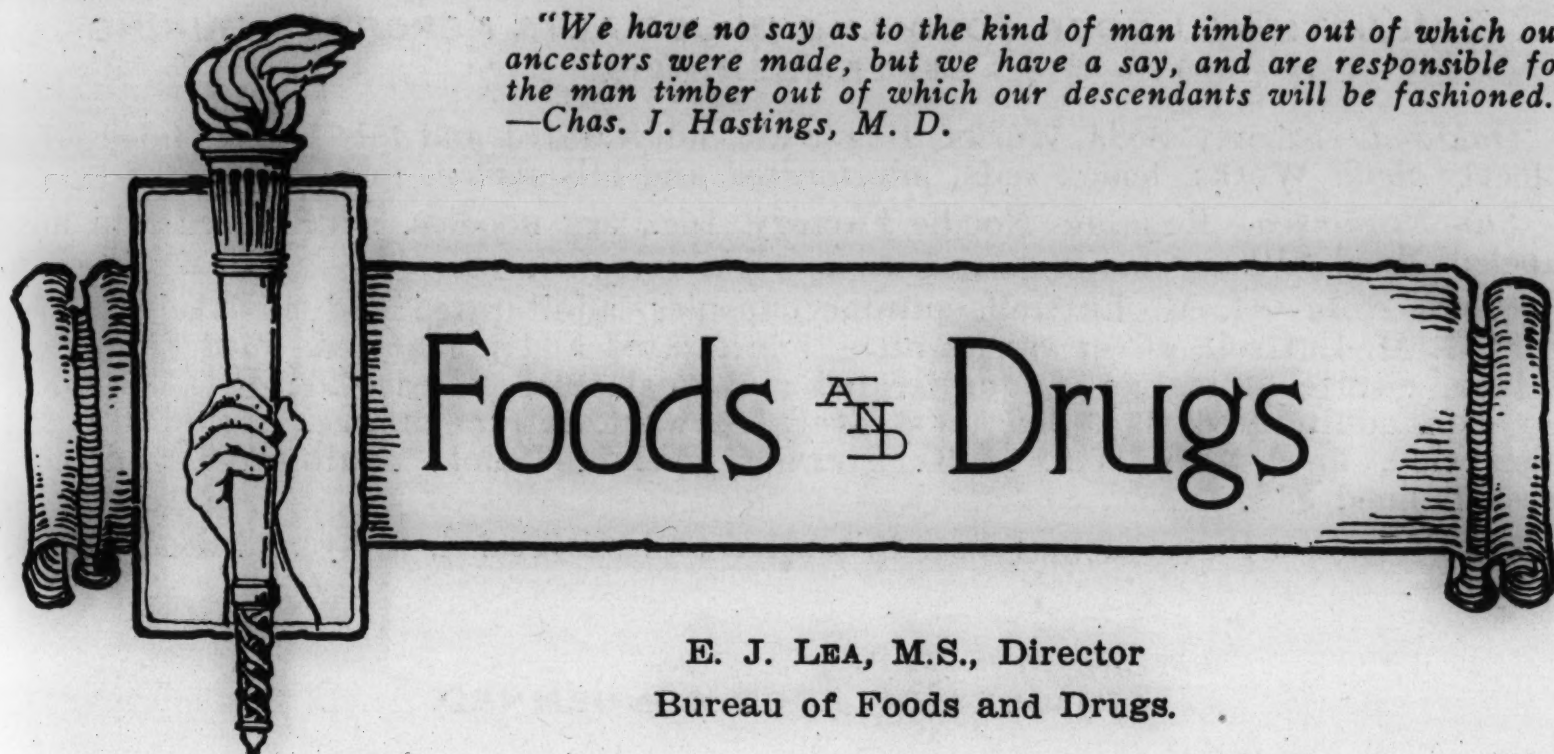 "We have no say as to the kind of man timber out of which ou
ancestors were made, but we have a say, and are responsible fo
the man timber out of which our descendants will be fashioned.
—Chas. J. Hastings, M. D.
Foods AND Drugs
E. J. LEA, M.S., Director
Bureau of Foods and Drugs.